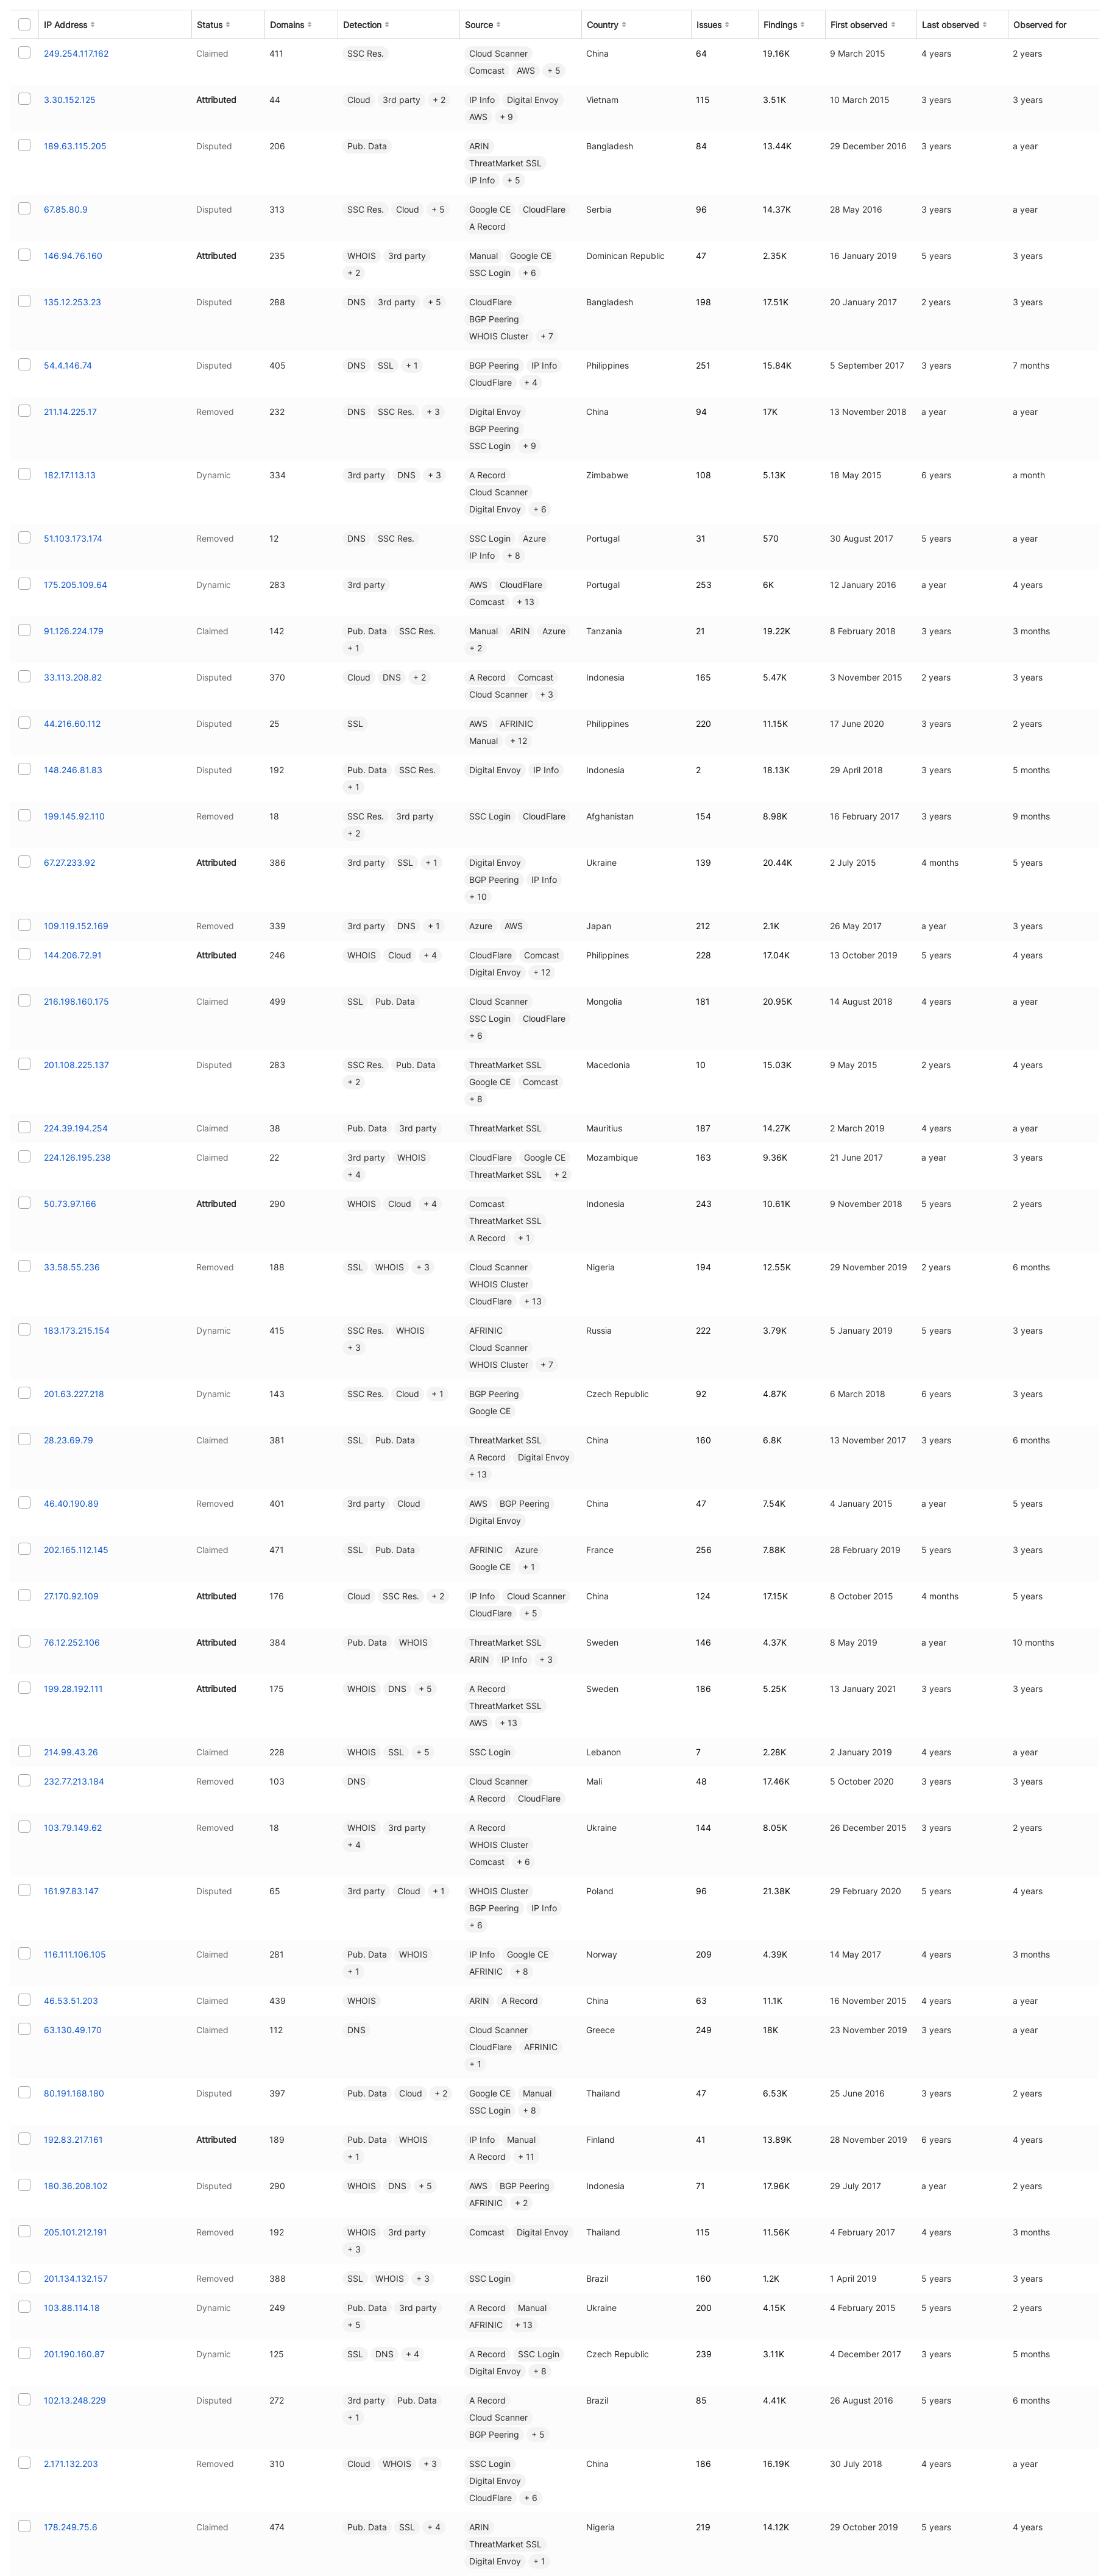 IP Address Status Domains Detection Source Country Issues Findings First observed Last observed Observed for
249.254.117.162 Claimed 411 SSC Res. Cloud Scanner China 64 19.16K 9 March 2015 4 years 2 years
Comcast AWS + 5
3.30.152.125 Attributed 44 Cloud 3rd party + 2 IP Info Digital Envoy Vietnam 115 3.51K 10 March 2015 3 years 3 years
AWS + 9
189.63.115.205 Disputed 206 Pub. Data ARIN Bangladesh 84 13.44K 29 December 2016 3 years a year
ThreatMarket SSL
IP Info + 5
67.85.80.9 Disputed 313 SSC Res. Cloud + 5 Google CE CloudFlare Serbia 96 14.37K 28 May 2016 3 years a year
A Record
146.94.76.160 Attributed 235 WHOIS 3rd party Manual Google CE Dominican Republic 47 2.35K 16 January 2019 5 years 3 years
+ 2 SSC Login + 6
135.12.253.23 Disputed 288 DNS 3rd party + 5 CloudFlare Bangladesh 198 17.51K 20 January 2017 2 years 3 years
BGP Peering
WHOIS Cluster + 7
54.4.146.74 Disputed 405 DNS SSL + 1 BGP Peering IP Info Philippines 251 15.84K 5 September 2017 3 years 7 months
CloudFlare + 4
211.14.225.17 Removed 232 DNS SSC Res. + 3 Digital Envoy China 94 17K 13 November 2018 a year a year
BGP Peering
SSC Login + 9
182.17.113.13 Dynamic 334 3rd party DNS + 3 A Record Zimbabwe 108 5.13K 18 May 2015 6 years a month
Cloud Scanner
Digital Envoy + 6
51.103.173.174 Removed 12 DNS SSC Res. SSC Login Azure Portugal 31 570 30 August 2017 5 years a year
IP Info + 8
175.205.109.64 Dynamic 283 3rd party AWS CloudFlare Portugal 253 6K 12 January 2016 a year 4 years
Comcast + 13
91.126.224.179 Claimed 142 Pub. Data SSC Res. Manual ARIN Azure Tanzania 21 19.22K 8 February 2018 3 years 3 months
+ 1 + 2
33.113.208.82 Disputed 370 Cloud DNS + 2 A Record Comcast Indonesia 165 5.47K 3 November 2015 2 years 3 years
Cloud Scanner + 3
44.216.60.112 Disputed 25 SSL AWS AFRINIC Philippines 220 11.15K 17 June 2020 3 years 2 years
Manual + 12
148.246.81.83 Disputed 192 Pub. Data SSC Res. Digital Envoy IP Info Indonesia 2 18.13K 29 April 2018 3 years 5 months
+ 1
199.145.92.110 Removed 18 SSC Res. 3rd party SSC Login CloudFlare Afghanistan 154 8.98K 16 February 2017 3 years 9 months
+ 2
67.27.233.92 Attributed 386 3rd party SSL + 1 Digital Envoy Ukraine 139 20.44K 2 July 2015 4 months 5 years
BGP Peering IP Info
+ 10
109.119.152.169 Removed 339 3rd party DNS + 1 Azure AWS Japan 212 2.1K 26 May 2017 a year 3 years
144.206.72.91 Attributed 246 WHOIS Cloud + 4 CloudFlare Comcast Philippines 228 17.04K 13 October 2019 5 years 4 years
Digital Envoy + 12
216.198.160.175 Claimed 499 SSL Pub. Data Cloud Scanner Mongolia 181 20.95K 14 August 2018 4 years a year
SSC Login CloudFlare
+ 6
201.108.225.137 Disputed 283 SSC Res. Pub. Data ThreatMarket SSL Macedonia 10 15.03K 9 May 2015 2 years 4 years
+ 2 Google CE Comcast
+ 8
224.39.194.254 Claimed 38 Pub. Data 3rd party ThreatMarket SSL Mauritius 187 14.27K 2 March 2019 4 years a year
224.126.195.238 Claimed 22 3rd party WHOIS CloudFlare Google CE Mozambique 163 9.36K 21 June 2017 a year 3 years
+ 4 ThreatMarket SSL + 2
50.73.97.166 Attributed 290 WHOIS Cloud + 4 Comcast Indonesia 243 10.61K 9 November 2018 5 years 2 years
ThreatMarket SSL
A Record + 1
33.58.55.236 Removed 188 SSL WHOIS + 3 Cloud Scanner Nigeria 194 12.55K 29 November 2019 2 years 6 months
WHOIS Cluster
CloudFlare + 13
183.173.215.154 Dynamic 415 SSC Res. WHOIS AFRINIC Russia 222 3.79K 5 January 2019 5 years 3 years
+ 3 Cloud Scanner
WHOIS Cluster + 7
201.63.227.218 Dynamic 143 SSC Res. Cloud + 1 BGP Peering Czech Republic 92 4.87K 6 March 2018 6 years 3 years
Google CE
28.23.69.79 Claimed 381 SSL Pub. Data ThreatMarket SSL China 160 6.8K 13 November 2017 3 years 6 months
A Record Digital Envoy
+ 13
46.40.190.89 Removed 401 3rd party Cloud AWS BGP Peering China 47 7.54K 4 January 2015 a year 5 years
Digital Envoy
202.165.112.145 Claimed 471 SSL Pub. Data AFRINIC Azure France 256 7.88K 28 February 2019 5 years 3 years
Google CE + 1
27.170.92.109 Attributed 176 Cloud SSC Res. + 2 IP Info Cloud Scanner China 124 17.15K 8 October 2015 4 months 5 years
CloudFlare + 5
76.12.252.106 Attributed 384 Pub. Data WHOIS ThreatMarket SSL Sweden 146 4.37K 8 May 2019 a year 10 months
ARIN IP Info + 3
199.28.192.111 Attributed 175 WHOIS DNS + 5 A Record Sweden 186 5.25K 13 January 2021 3 years 3 years
ThreatMarket SSL
AWS + 13
214.99.43.26 Claimed 228 WHOIS SSL + 5 SSC Login Lebanon 7 2.28K 2 January 2019 4 years a year
232.77.213.184 Removed 103 DNS Cloud Scanner Mali 48 17.46K 5 October 2020 3 years 3 years
A Record CloudFlare
103.79.149.62 Removed 18 WHOIS 3rd party A Record Ukraine 144 8.05K 26 December 2015 3 years 2 years
+ 4 WHOIS Cluster
Comcast + 6
161.97.83.147 Disputed 65 3rd party Cloud + 1 WHOIS Cluster Poland 96 21.38K 29 February 2020 5 years 4 years
BGP Peering IP Info
+ 6
116.111.106.105 Claimed 281 Pub. Data WHOIS IP Info Google CE Norway 209 4.39K 14 May 2017 4 years 3 months
+ 1 AFRINIC + 8
46.53.51.203 Claimed 439 WHOIS ARIN A Record China 63 11.1K 16 November 2015 4 years a year
63.130.49.170 Claimed 112 DNS Cloud Scanner Greece 249 18K 23 November 2019 3 years a year
CloudFlare AFRINIC
+ 1
80.191.168.180 Disputed 397 Pub. Data Cloud + 2 Google CE Manual Thailand 47 6.53K 25 June 2016 3 years 2 years
SSC Login + 8
192.83.217.161 Attributed 189 Pub. Data WHOIS IP Info Manual Finland 41 13.89K 28 November 2019 6 years 4 years
+ 1 A Record + 11
180.36.208.102 Disputed 290 WHOIS DNS + 5 AWS BGP Peering Indonesia 71 17.96K 29 July 2017 a year 2 years
AFRINIC + 2
205.101.212.191 Removed 192 WHOIS 3rd party Comcast Digital Envoy Thailand 115 11.56K 4 February 2017 4 years 3 months
+ 3
201.134.132.157 Removed 388 SSL WHOIS + 3 SSC Login Brazil 160 1.2K 1 April 2019 5 years 3 years
103.88.114.18 Dynamic 249 Pub. Data 3rd party A Record Manual Ukraine 200 4.15K 4 February 2015 5 years 2 years
+ 5 AFRINIC + 13
201.190.160.87 Dynamic 125 SSL DNS + 4 A Record SSC Login Czech Republic 239 3.11K 4 December 2017 3 years 5 months
Digital Envoy + 8
102.13.248.229 Disputed 272 3rd party Pub. Data A Record Brazil 85 4.41K 26 August 2016 5 years 6 months
+ 1 Cloud Scanner
BGP Peering + 5
2.171.132.203 Removed 310 Cloud WHOIS + 3 SSC Login China 186 16.19K 30 July 2018 4 years a year
Digital Envoy
CloudFlare + 6
178.249.75.6 Claimed 474 Pub. Data SSL + 4 ARIN Nigeria 219 14.12K 29 October 2019 5 years 4 years
ThreatMarket SSL
Digital Envoy + 1